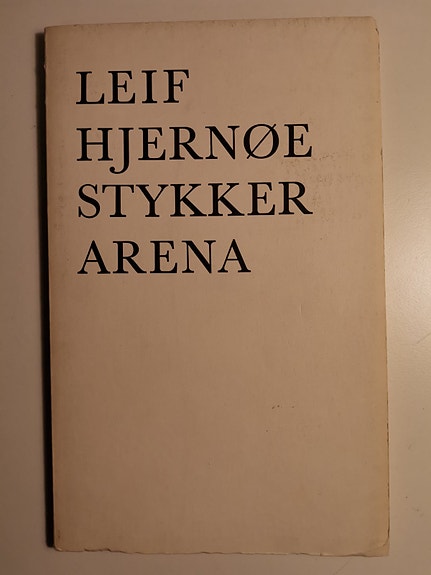 LEIF
HJERNØE
STYKKER
ARENA